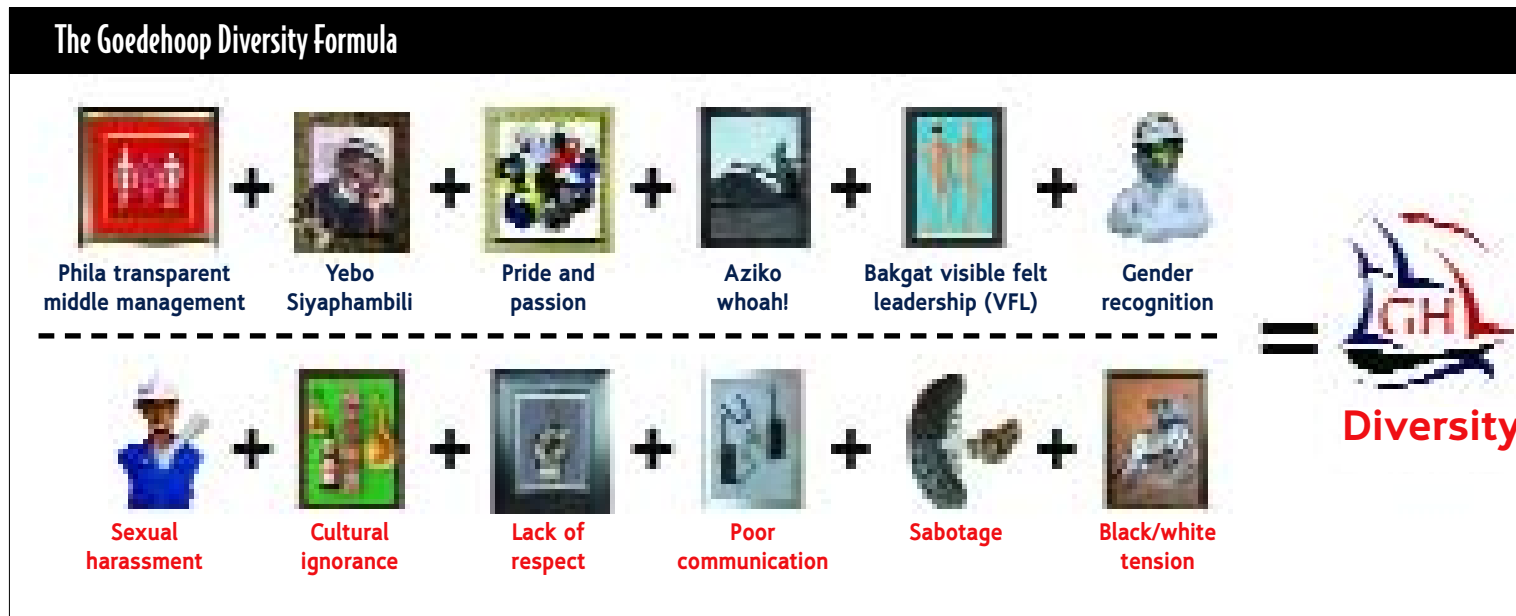 The Goedehoop Diversity Formula
+ + + + +
Phila transparent
middle management
Yebo
Siyaphambili
Pride and
passion
Aziko
whoah!
Bakgat visible felt
leadership (VFL)
Gender
recognition
=
GH
Diversity
+ + + + +
Sexual
harassment
Cultural
ignorance
Lack of
respect
Poor
communication
Sabotage
Black/white
tension